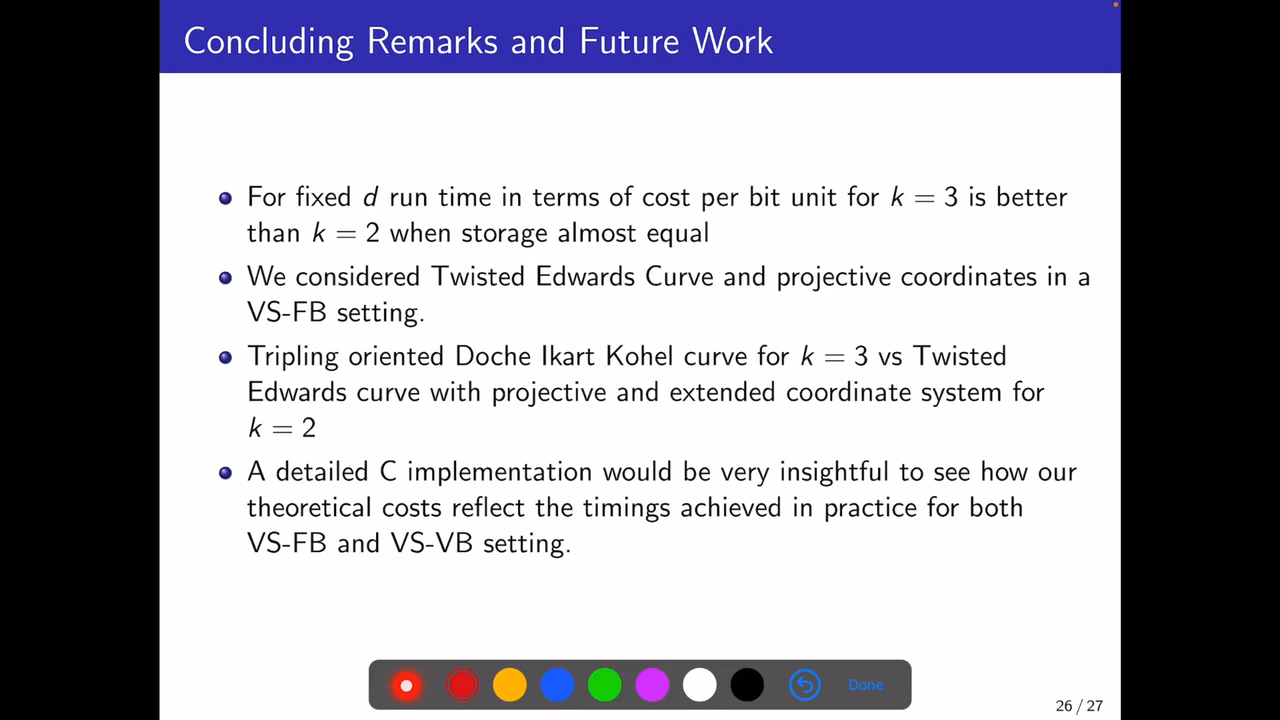 Concluding Remarks and Future Work
For fixed d run time in terms of cost per bit unit for k = 3 is better
than k = 2 when storage almost equal
We considered Twisted Edwards Curve and projective coordinates in a
VS-FB setting.
Tripling oriented Doche Ikart Kohel curve for k = 3 vs Twisted
Edwards curve with projective and extended coordinate system for
k = 2
A detailed C implementation would be very insightful to see how our
theoretical costs reflect the timings achieved in practice for both
VS-FB and VS-VB setting.
Done
26 / 27